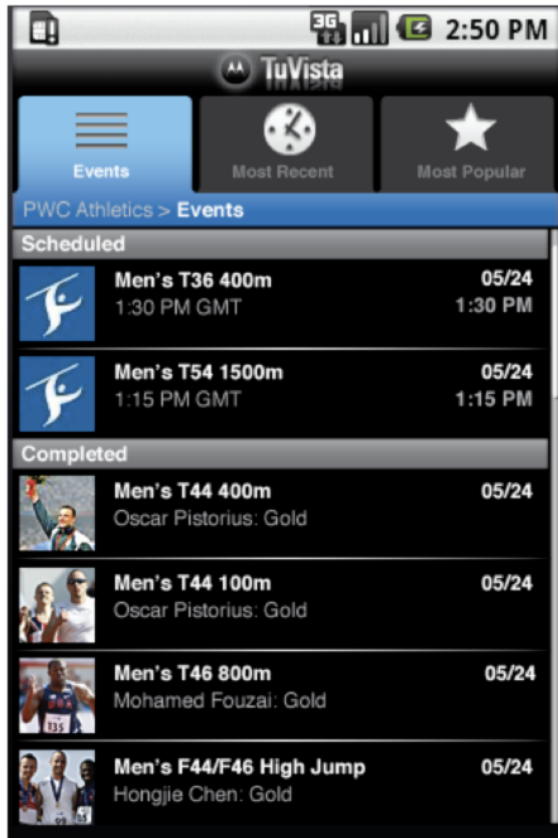 3G 2:50 PM
TuVista
Events Most Recent Most Popular
PWC Athletics > Events
Scheduled
Men's T36 400m 05/24
1:30 PM GMT 1:30 PM
Men's T54 1500m 05/24
1:15 PM GMT 1:15 PM
Completed
Men's T44 400m 05/24
Oscar Pistorius: Gold
Men's T44 100m 05/24
Oscar Pistorius: Gold
Men's T46 800m 05/24
Mohamed Fouzai: Gold
Men's F44/F46 High Jump 05/24
Hongjie Chen: Gold